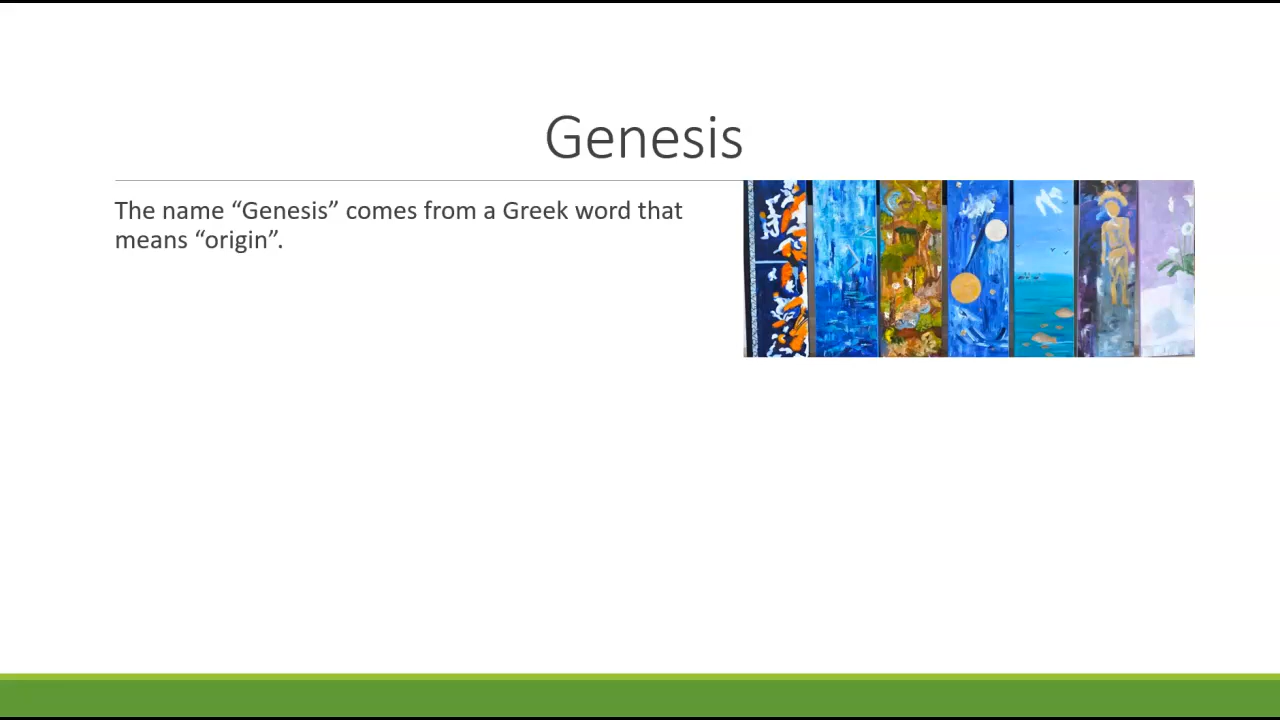 Genesis
The name “Genesis” comes from a Greek word that
means “origin”.